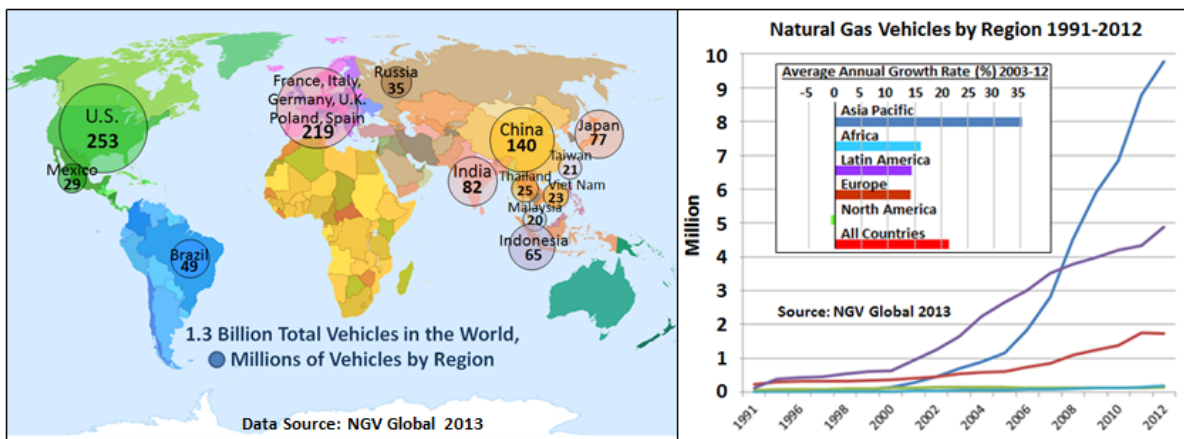 U.S.
253
Mexico
29
Brazil
49
France, Italy,
Germany, U.K.
Poland, Spain
219
Russia
35
China
140
Japan
77
Taiwan
21
India
82
Thailand
25
Viet Nam
23
Malaysia
20
Indonesia
65
1.3 Billion Total Vehicles in the World,
Millions of Vehicles by Region
Data Source: NGV Global 2013
Natural Gas Vehicles by Region 1991-2012
Average Annual Growth Rate (%) 2003-12
-5 0 5 10 15 20 25 30 35 40
Asia Pacific
Africa
Latin America
Europe
North America
All Countries
Million
10
9
8
7
6
5
4
3
2
1
0
Source: NGV Global 2013
1991 1996 1998 2000 2002 2004 2006 2008 2010 2012